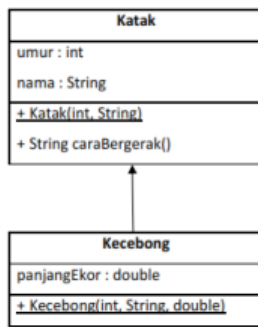 Katak
umur : int
nama : String
+ Katak(int, String)
+ String caraBergerak()
Kecebong
panjangEkor : double
+ Kecebong(int, String, double)